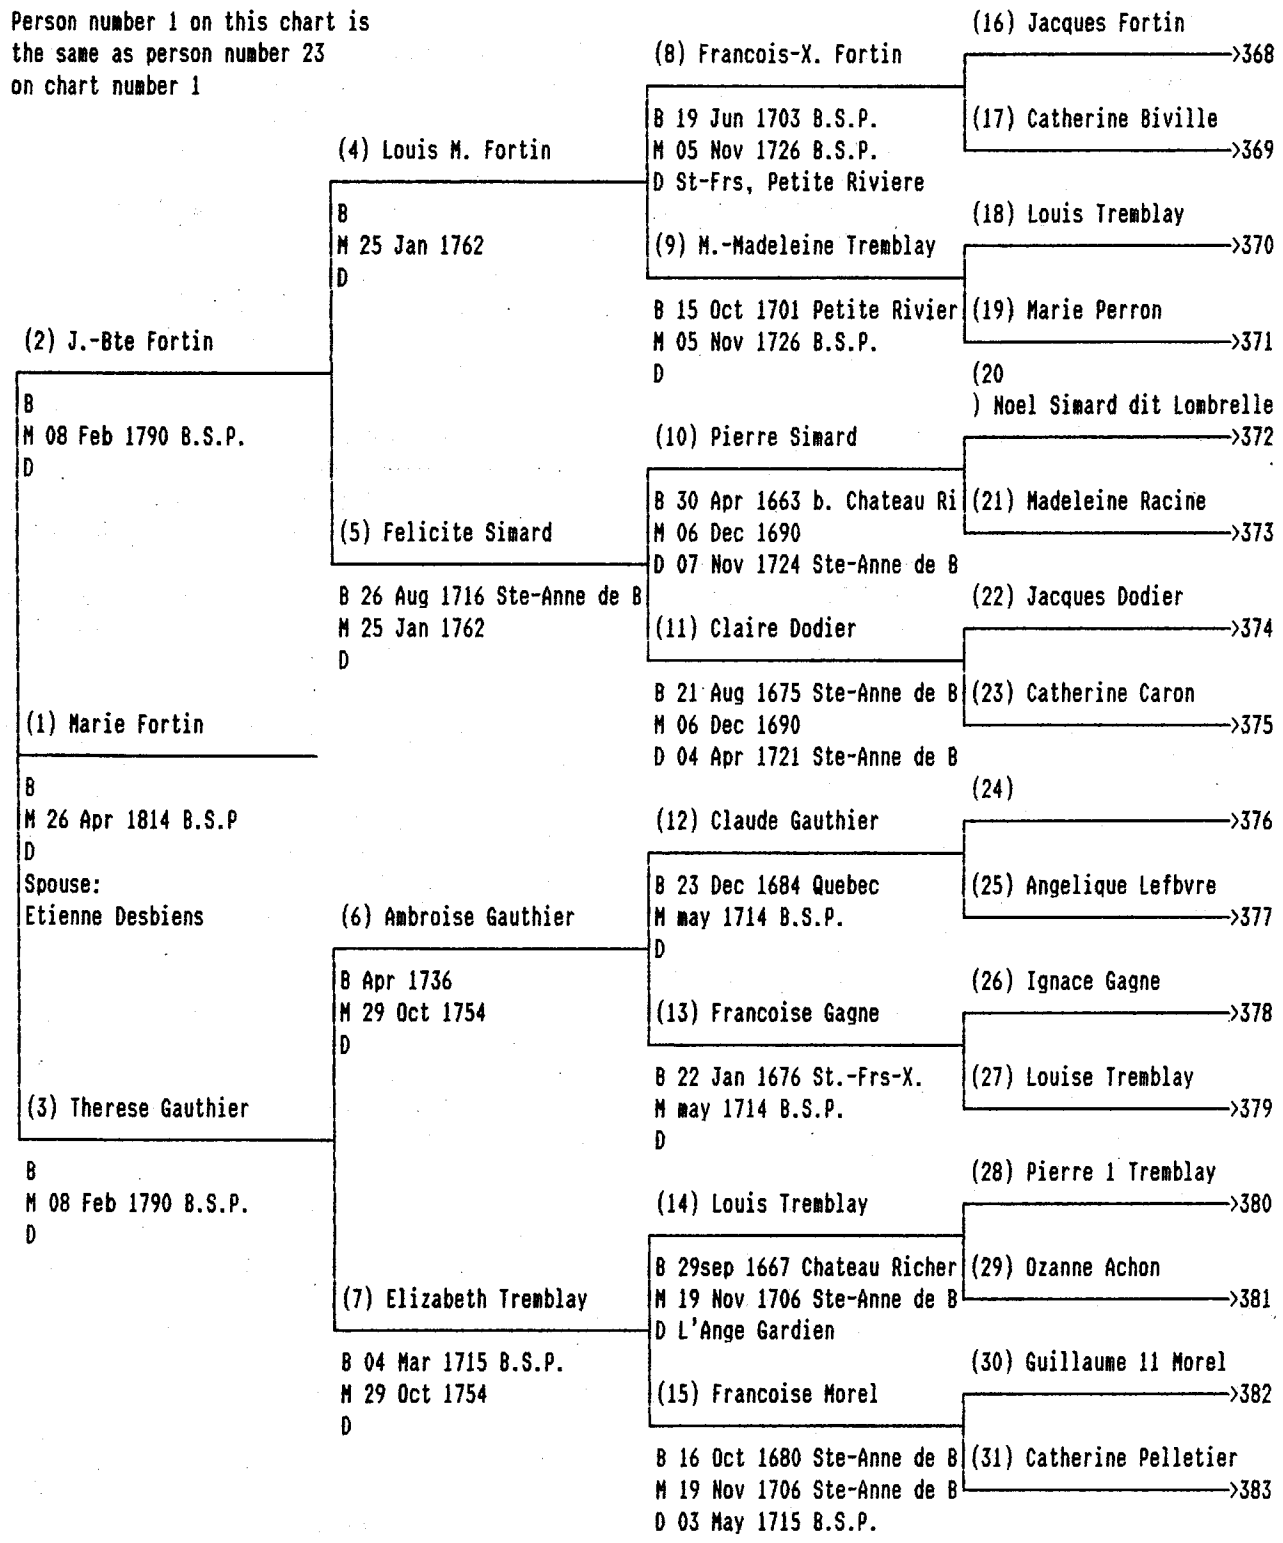 Person number 1 on this chart is
the same as person number 23
on chart number 1
(16) Jacques Fortin
>368
(8) Francois-X. Fortin
B 19 Jun 1703 B.S.P.
M 05 Nov 1726 B.S.P.
D St-Frs, Petite Riviere
(17) Catherine Biville
>369
(4) Louis M. Fortin
B
M 25 Jan 1762
D
(18) Louis Tremblay
>370
(9) M.-Madeleine Tremblay
B 15 Oct 1701 Petite Rivier
M 05 Nov 1726 B.S.P.
D
(19) Marie Perron
>371
(2) J.-Bte Fortin
B
M 08 Feb 1790 B.S.P.
D
(20
) Noel Simard dit Lombrelle
>372
(10) Pierre Simard
B 30 Apr 1663 b. Chateau Ri
M 06 Dec 1690
D 07 Nov 1724 Ste-Anne de B
(21) Madeleine Racine
>373
(5) Felicite Simard
B 26 Aug 1716 Ste-Anne de B
M 25 Jan 1762
D
(22) Jacques Dodier
>374
(11) Claire Dodier
B 21 Aug 1675 Ste-Anne de B
M 06 Dec 1690
D 04 Apr 1721 Ste-Anne de B
(23) Catherine Caron
>375
(1) Marie Fortin
B
M 26 Apr 1814 B.S.P
D
Spouse:
Etienne Desbiens
(24)
>376
(12) Claude Gauthier
B 23 Dec 1684 Quebec
M may 1714 B.S.P.
D
(25) Angelique Lefbvre
>377
(6) Ambroise Gauthier
B Apr 1736
M 29 Oct 1754
D
(26) Ignace Gagne
>378
(13) Francoise Gagne
B 22 Jan 1676 St.-Frs-X.
M may 1714 B.S.P.
D
(27) Louise Tremblay
>379
(3) Therese Gauthier
B
M 08 Feb 1790 B.S.P.
D
(28) Pierre 1 Tremblay
>380
(14) Louis Tremblay
B 29sep 1667 Chateau Richer
M 19 Nov 1706 Ste-Anne de B
D L'Ange Gardien
(29) Ozanne Achon
>381
(7) Elizabeth Tremblay
B 04 Mar 1715 B.S.P.
M 29 Oct 1754
D
(30) Guillaume 11 Morel
>382
(15) Francoise Morel
B 16 Oct 1680 Ste-Anne de B
M 19 Nov 1706 Ste-Anne de B
D 03 May 1715 B.S.P.
(31) Catherine Pelletier
>383